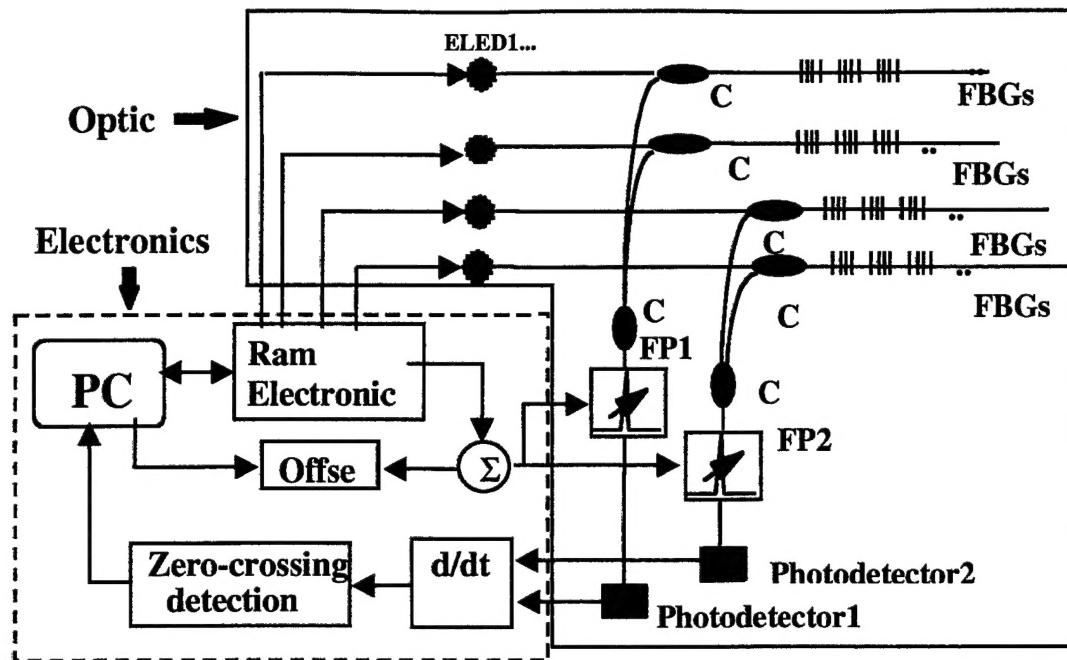 ELED1...
C
FBGs
Optic
C
FBGs
C
FBGs
Electronics
C
FBGs
C
FP1
Ram
Electronic
PC
C
FP2
Offse
Σ
Zero-crossing
detection
d/dt
Photodetector2
Photodetector1